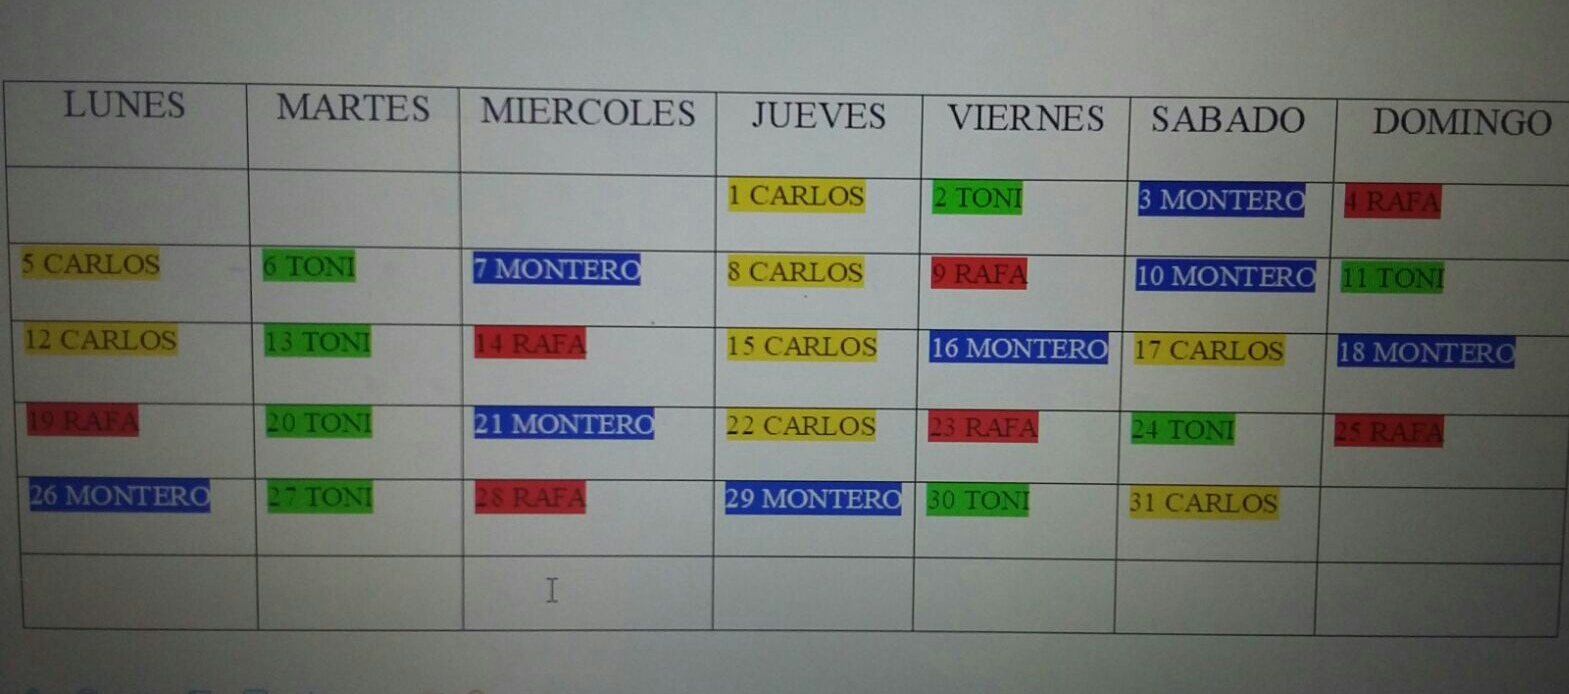 LUNES MARTES MIERCOLES JUEVES VIERNES SABADO DOMINGO
1 CARLOS 2 TONI 3 MONTERO 4 RAFA
5 CARLOS 6 TONI 7 MONTERO 8 CARLOS 9 RAFA 10 MONTERO 11 TONI
12 CARLOS 13 TONI 14 RAFA 15 CARLOS 16 MONTERO 17 CARLOS 18 MONTERO
19 RAFA 20 TONI 21 MONTERO 22 CARLOS 23 RAFA 24 TONI 25 RAFA
26 MONTERO 27 TONI 28 RAFA 29 MONTERO 30 TONI 31 CARLOS